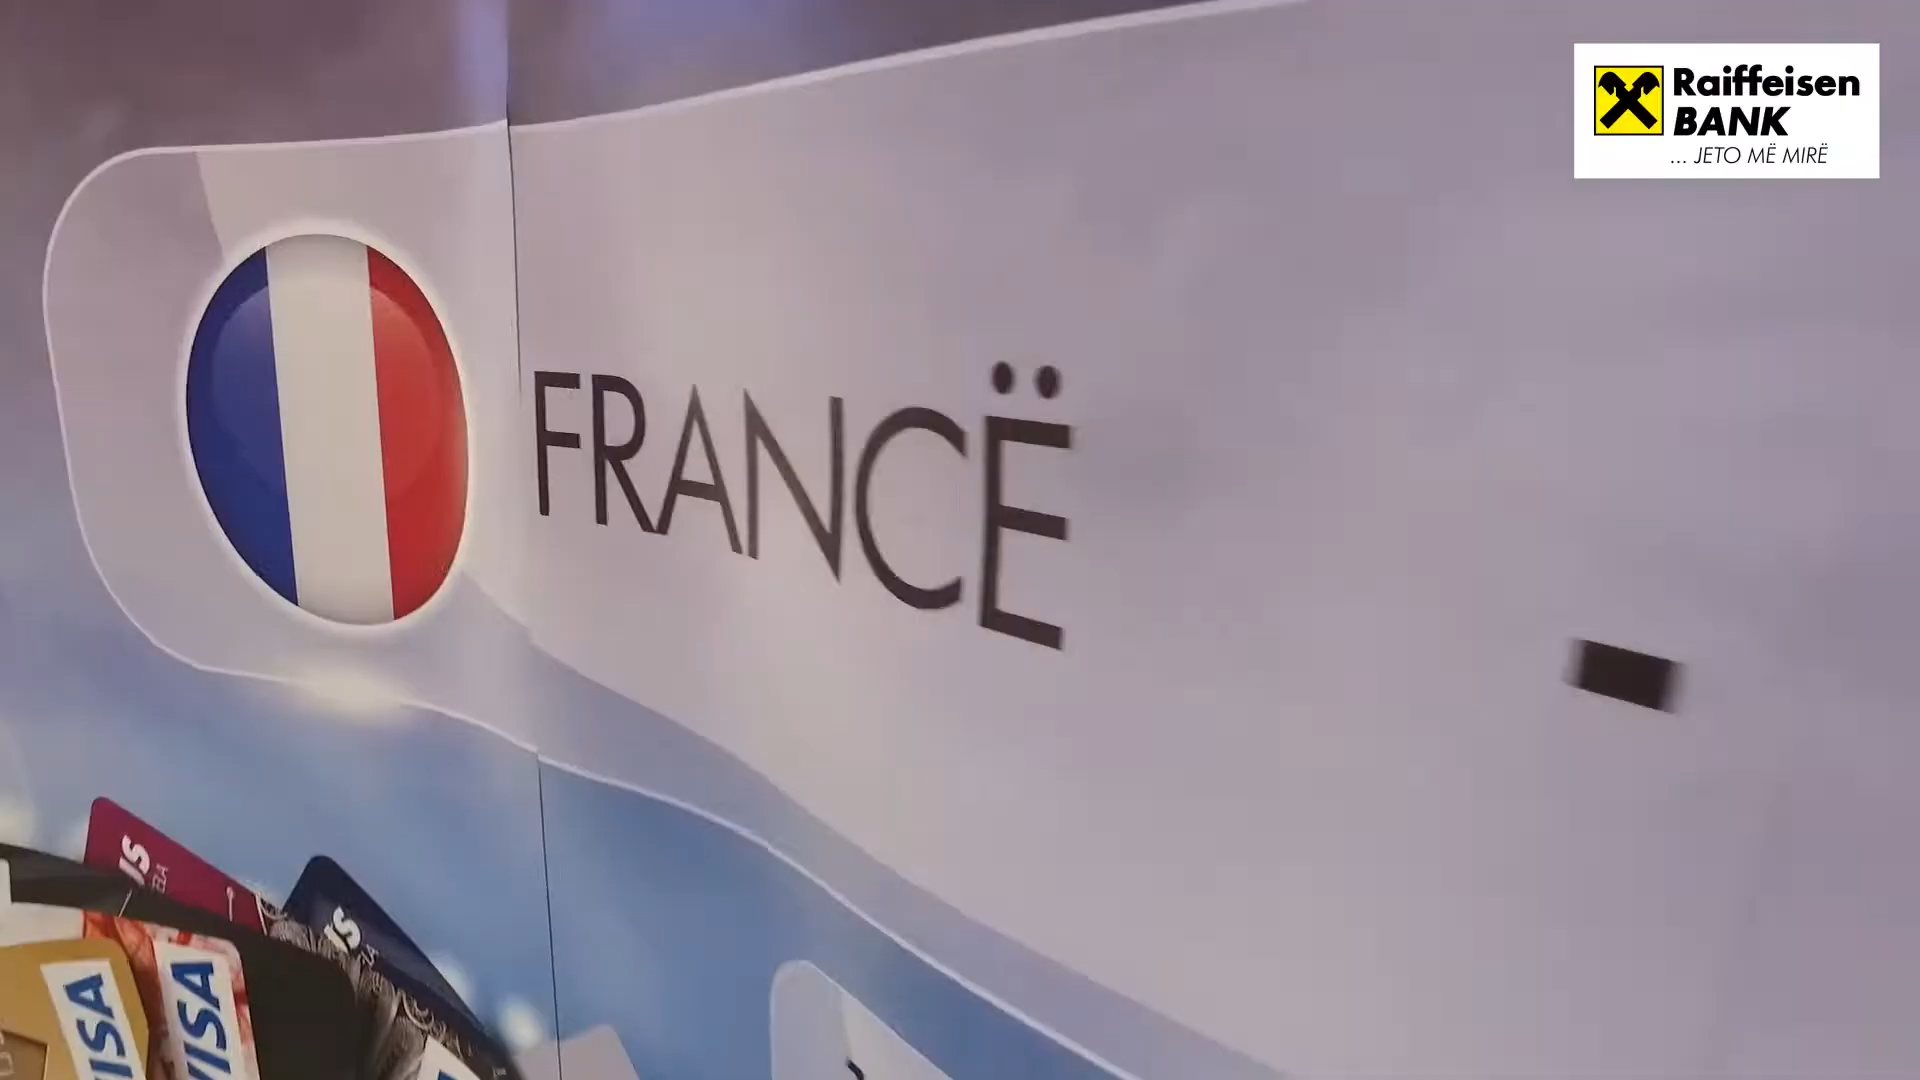 Raiffeisen
BANK
... JETO MË MIRË
FRANCË -
VISA
VISA